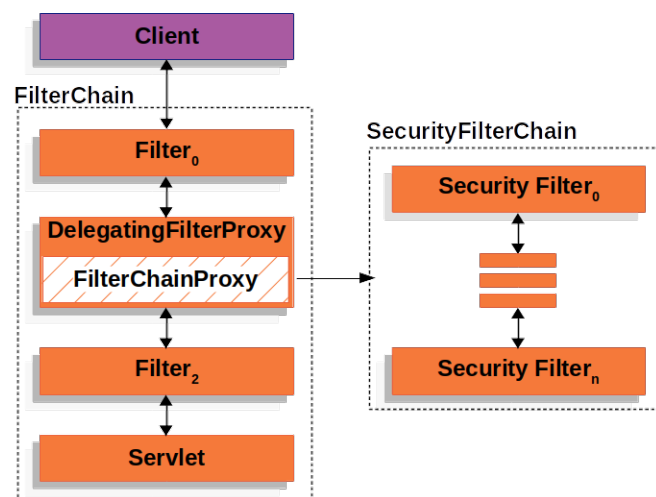 Client
FilterChain
Filter0
DelegatingFilterProxy
FilterChainProxy
Filter2
Servlet
SecurityFilterChain
Security Filter0
Security Filtern